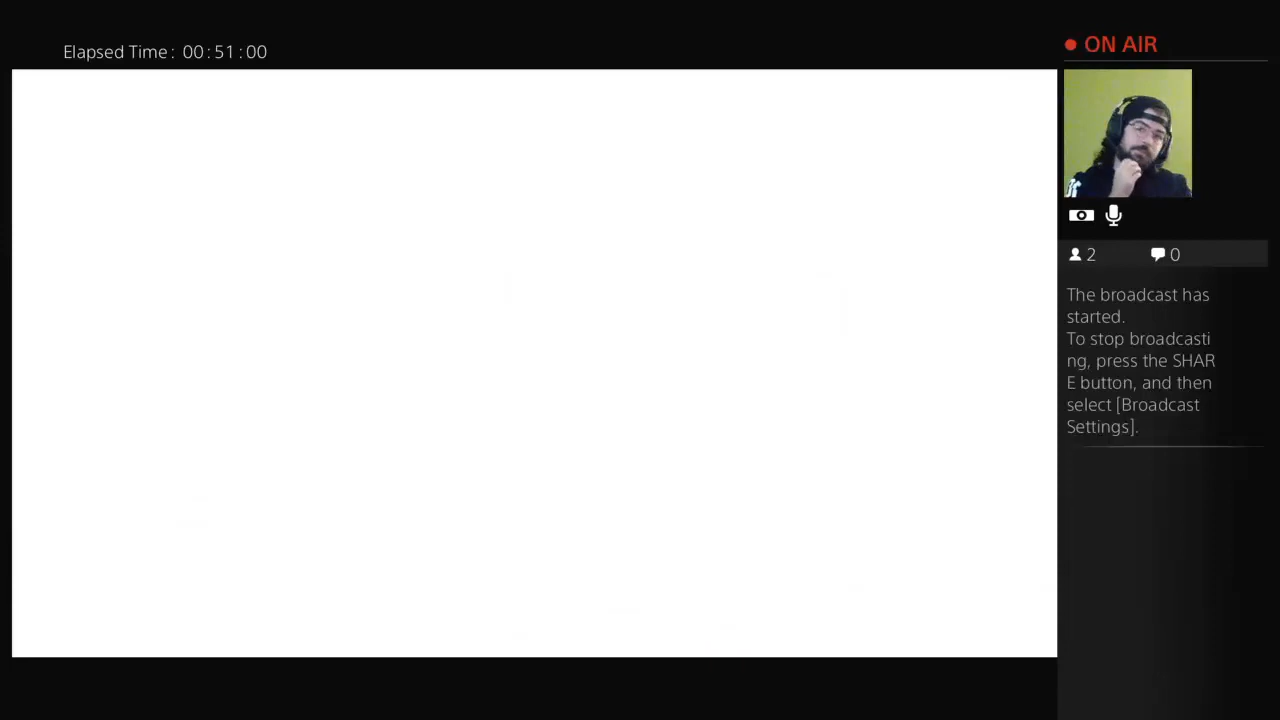 Elapsed Time: 00:51:00
ON AIR
2 0
The broadcast has
started.
To stop broadcasti
ng, press the SHAR
E button, and then
select [Broadcast
Settings].